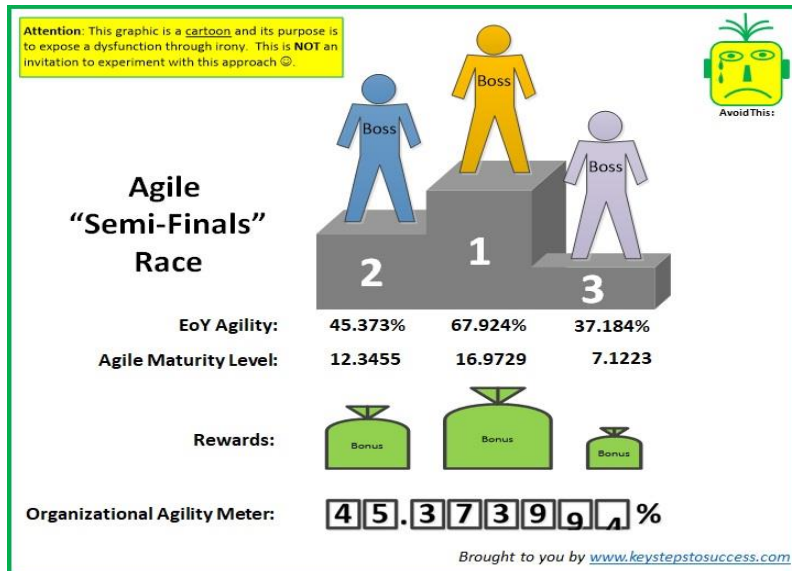 Attention: This graphic is a cartoon and its purpose is
to expose a dysfunction through irony. This is NOT an
invitation to experiment with this approach ☺.
Avoid This:
Boss
Boss
Boss
Agile
“Semi-Finals”
Race
2
1
3
EoY Agility: 45.373% 67.924% 37.184%
Agile Maturity Level: 12.3455 16.9729 7.1223
Rewards: Bonus Bonus Bonus
Organizational Agility Meter: 45.373994%
Brought to you by www.keystepstosuccess.com